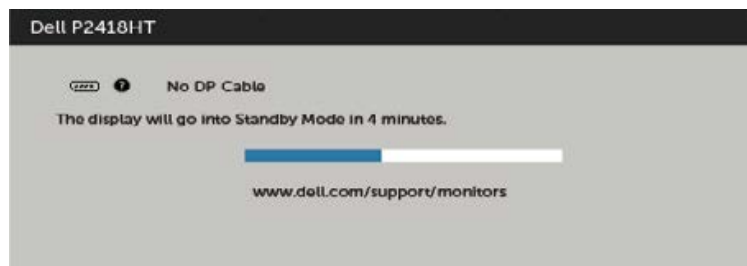 Dell P2418HT
No DP Cable
The display will go into Standby Mode in 4 minutes.
www.dell.com/support/monitors